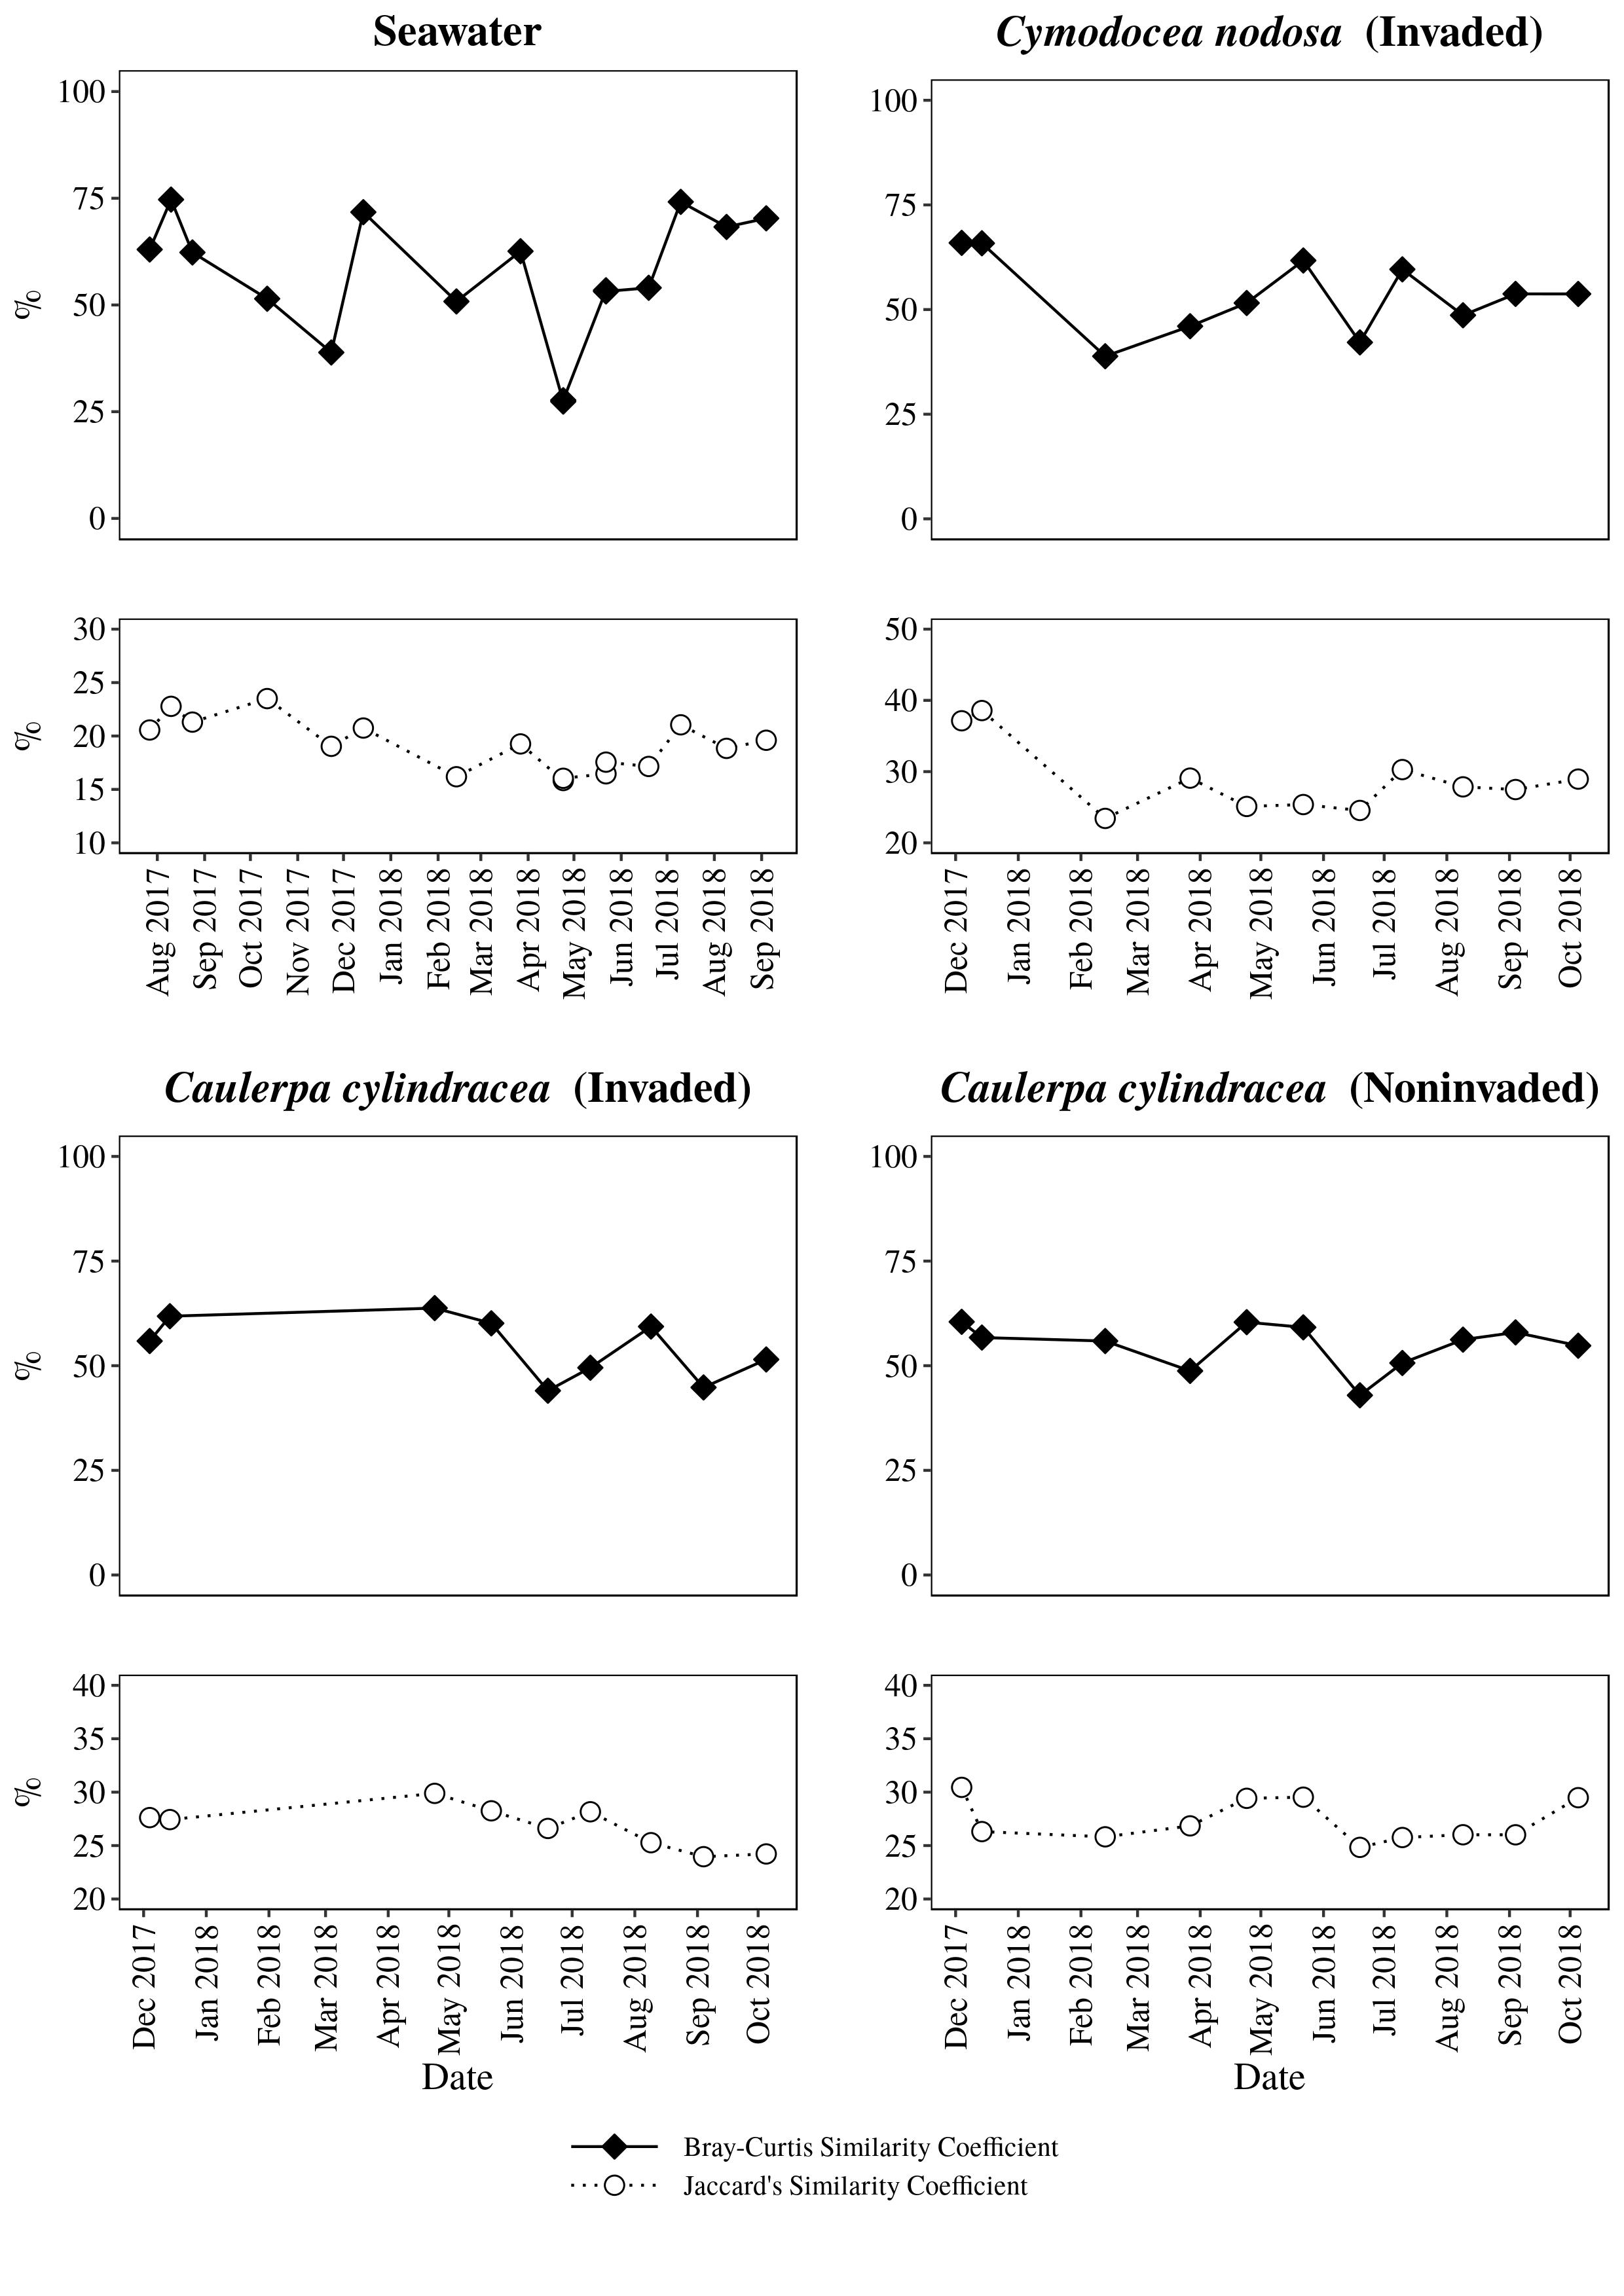 Seawater
Cymodocea nodosa (Invaded)
%
100
75
50
25
0
100
75
50
25
0
%
30
25
20
15
10
50
40
30
20
Aug 2017
Sep 2017
Oct 2017
Nov 2017
Dec 2017
Jan 2018
Feb 2018
Mar 2018
Apr 2018
May 2018
Jun 2018
Jul 2018
Aug 2018
Sep 2018
Dec 2017
Jan 2018
Feb 2018
Mar 2018
Apr 2018
May 2018
Jun 2018
Jul 2018
Aug 2018
Sep 2018
Oct 2018
Caulerpa cylindracea (Invaded)
Caulerpa cylindracea (Noninvaded)
%
100
75
50
25
0
100
75
50
25
0
%
40
35
30
25
20
40
35
30
25
20
Dec 2017
Jan 2018
Feb 2018
Mar 2018
Apr 2018
May 2018
Jun 2018
Jul 2018
Aug 2018
Sep 2018
Oct 2018
Date
Dec 2017
Jan 2018
Feb 2018
Mar 2018
Apr 2018
May 2018
Jun 2018
Jul 2018
Aug 2018
Sep 2018
Oct 2018
Date
Bray-Curtis Similarity Coefficient
Jaccard's Similarity Coefficient